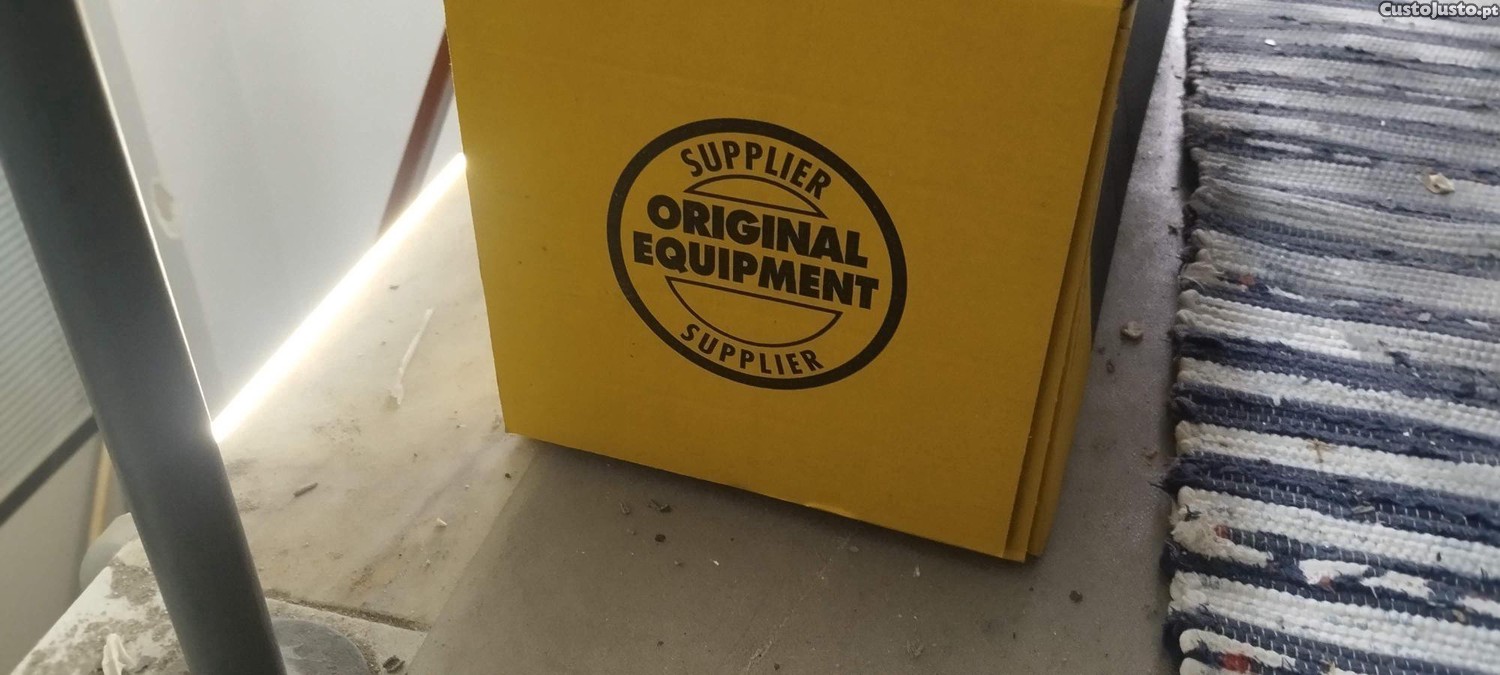 CustoJusto.pt
SUPPLIER
ORIGINAL
EQUIPMENT
SUPPLIER